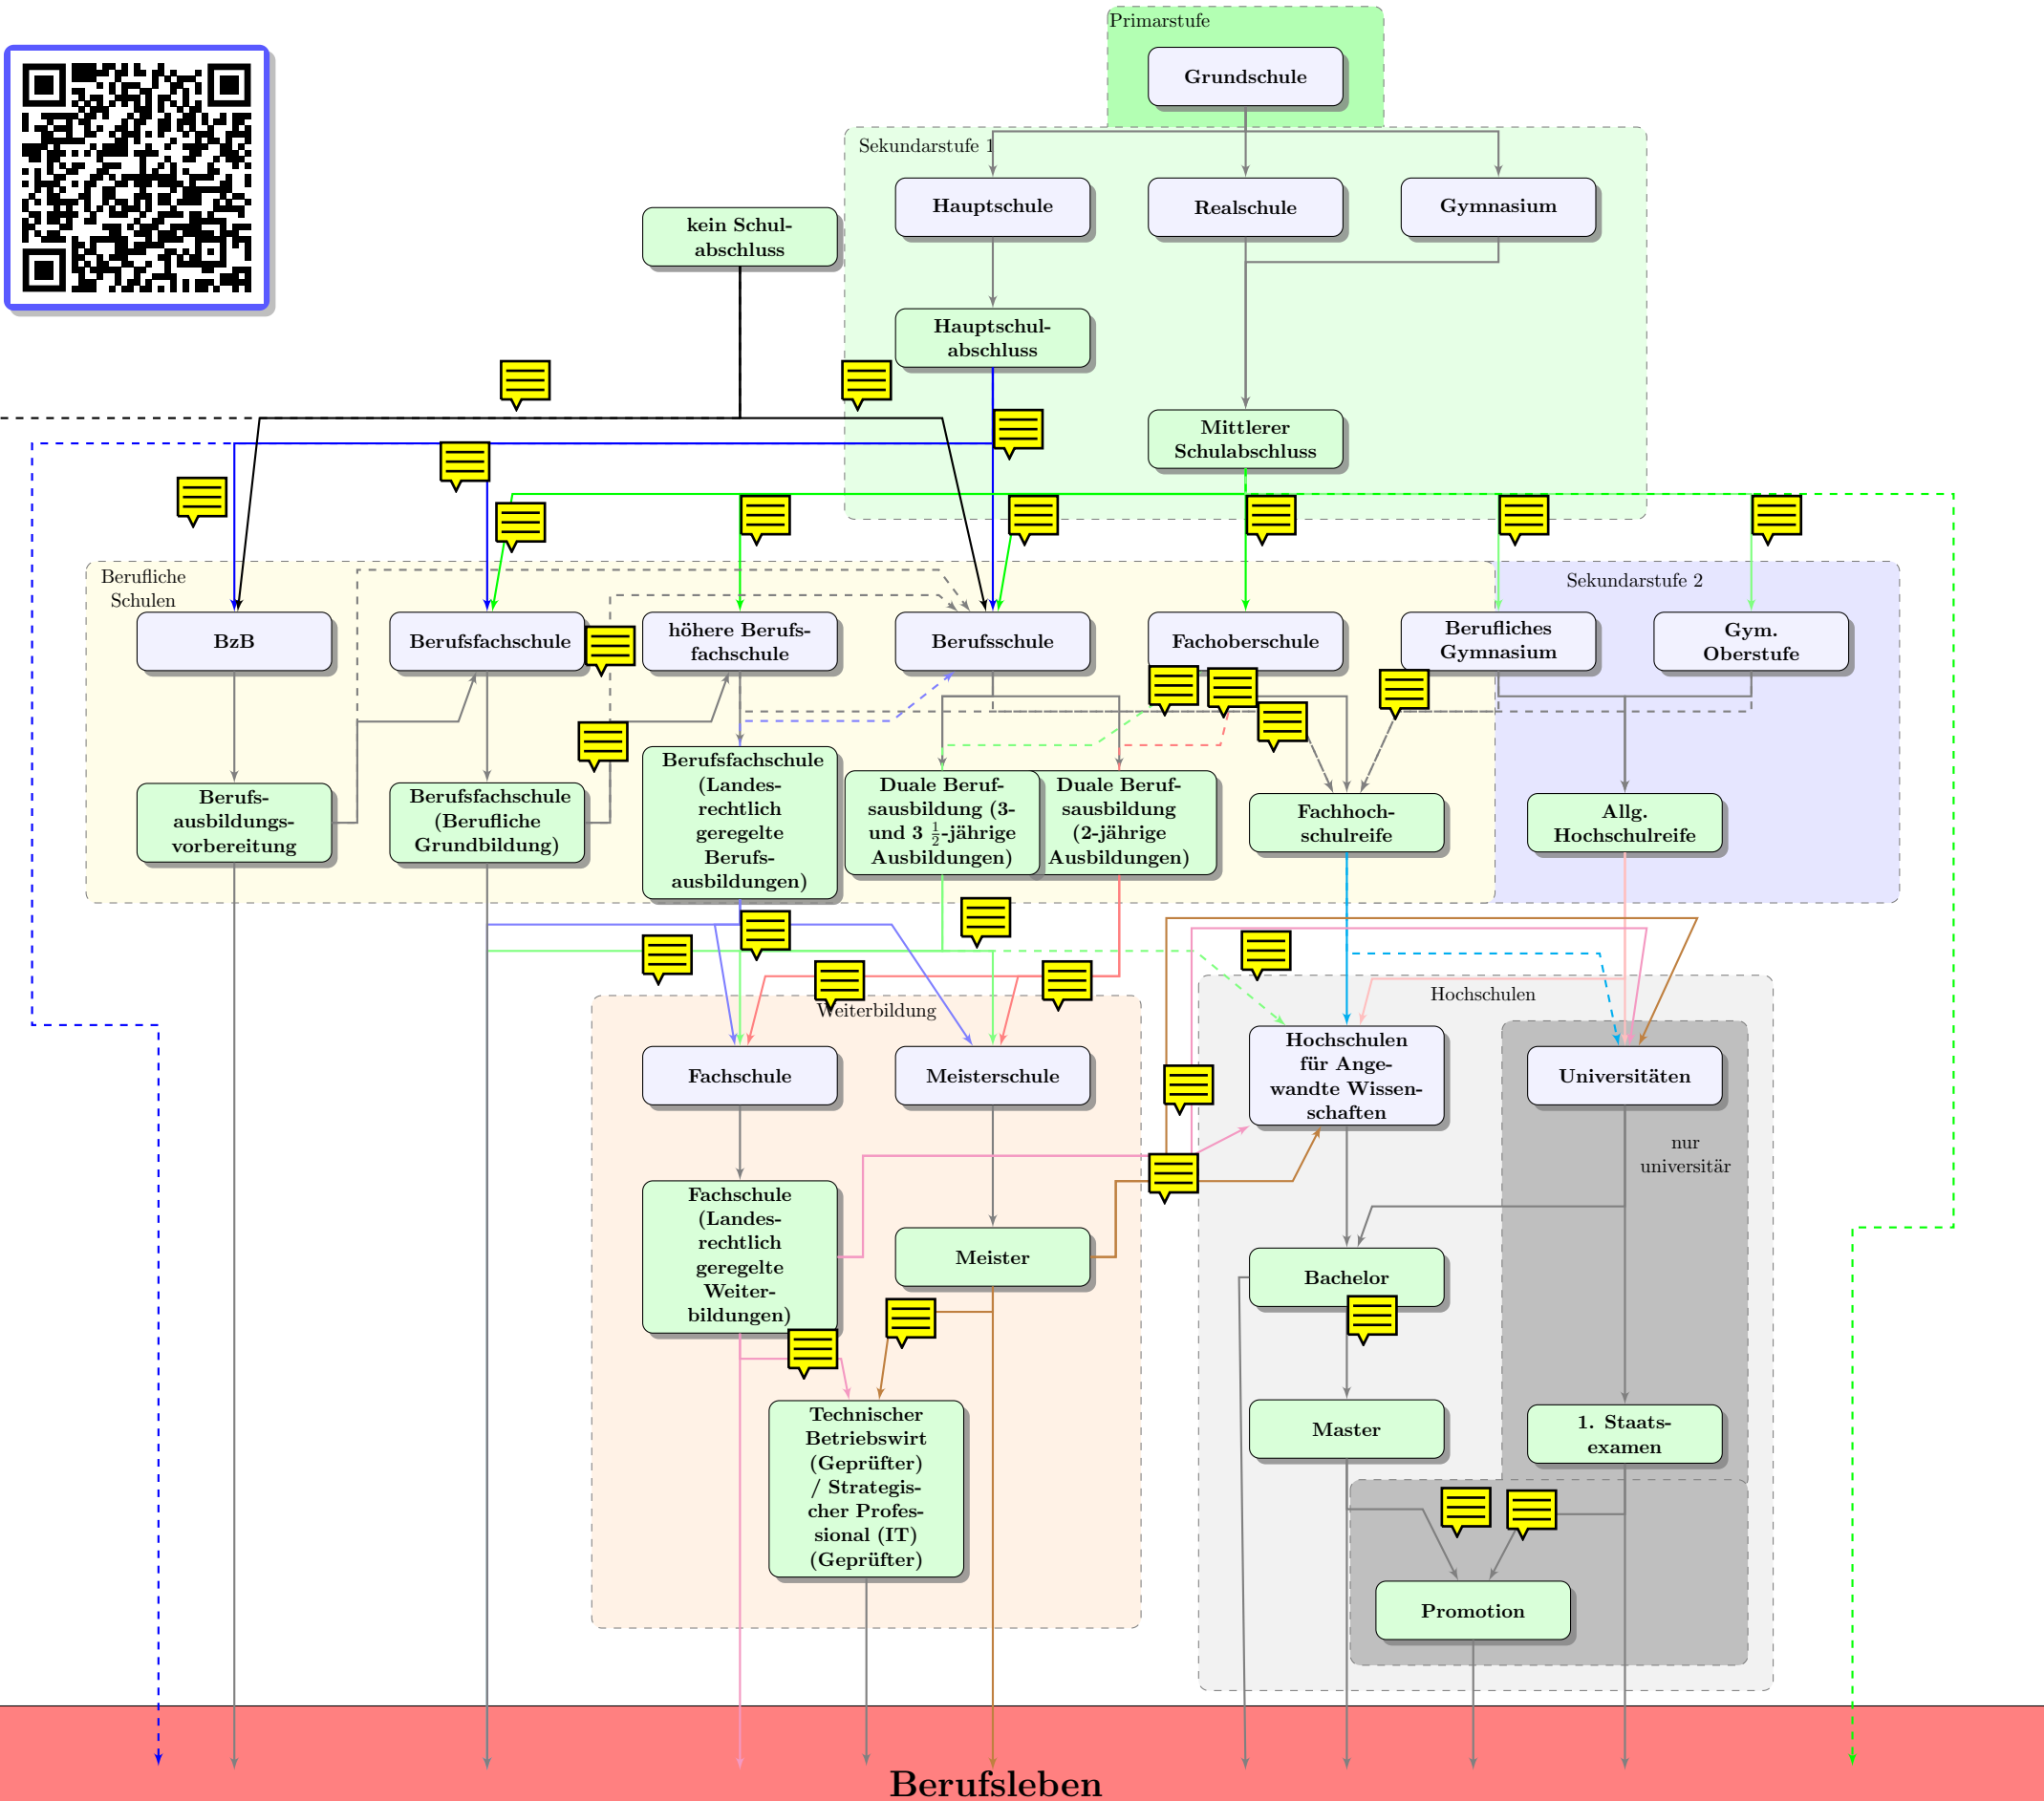 Primarstufe
Grundschule
Sekundarstufe 1
Hauptschule
Realschule
Gymnasium
kein Schul-
abschluss
Hauptschul-
abschluss
Mittlerer
Schulabschluss
Berufliche
Schulen
Sekundarstufe 2
BzB
Berufsfachschule
höhere Berufs-
fachschule
Berufsschule
Fachoberschule
Berufliches
Gymnasium
Gym.
Oberstufe
Berufs-
ausbildungs-
vorbereitung
Berufsfachschule
(Berufliche
Grundbildung)
Berufsfachschule
(Landes-
rechtlich
geregelte
Berufs-
ausbildungen)
Duale Beruf-
sausbildung (3-
und 3 1/2-jährige
Ausbildungen)
Duale Beruf-
sausbildung
(2-jährige
Ausbildungen)
Fachhoch-
schulreife
Allg.
Hochschulreife
Weiterbildung
Hochschulen
Fachschule
Meisterschule
Hochschulen
für Ange-
wandte Wissen-
schaften
Universitäten
nur
universitär
Fachschule
(Landes-
rechtlich
geregelte
Weiter-
bildungen)
Meister
Bachelor
Technischer
Betriebswirt
(Geprüfter)
/ Strategis-
cher Profes-
sional (IT)
(Geprüfter)
Master
1. Staats-
examen
Promotion
Berufsleben